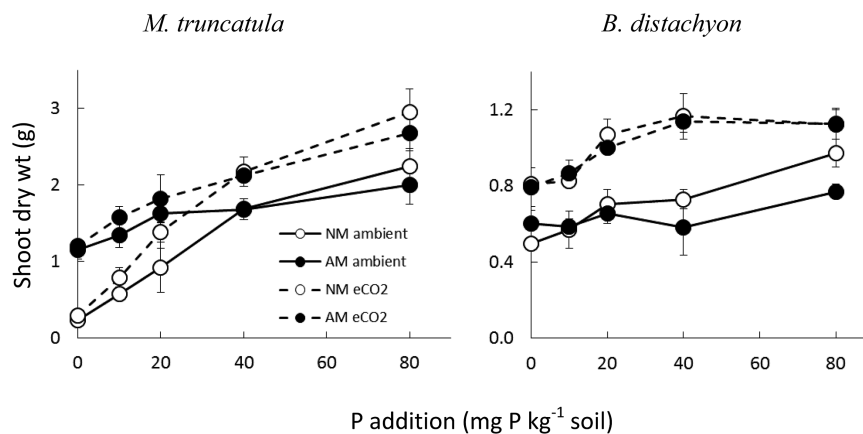 M. truncatula
B. distachyon
Shoot dry wt (g)
3
2
1
0
NM ambient
AM ambient
NM eCO2
AM eCO2
0 20 40 60 80
1.2
0.8
0.4
0.0
0 20 40 60 80
P addition (mg P kg⁻¹ soil)